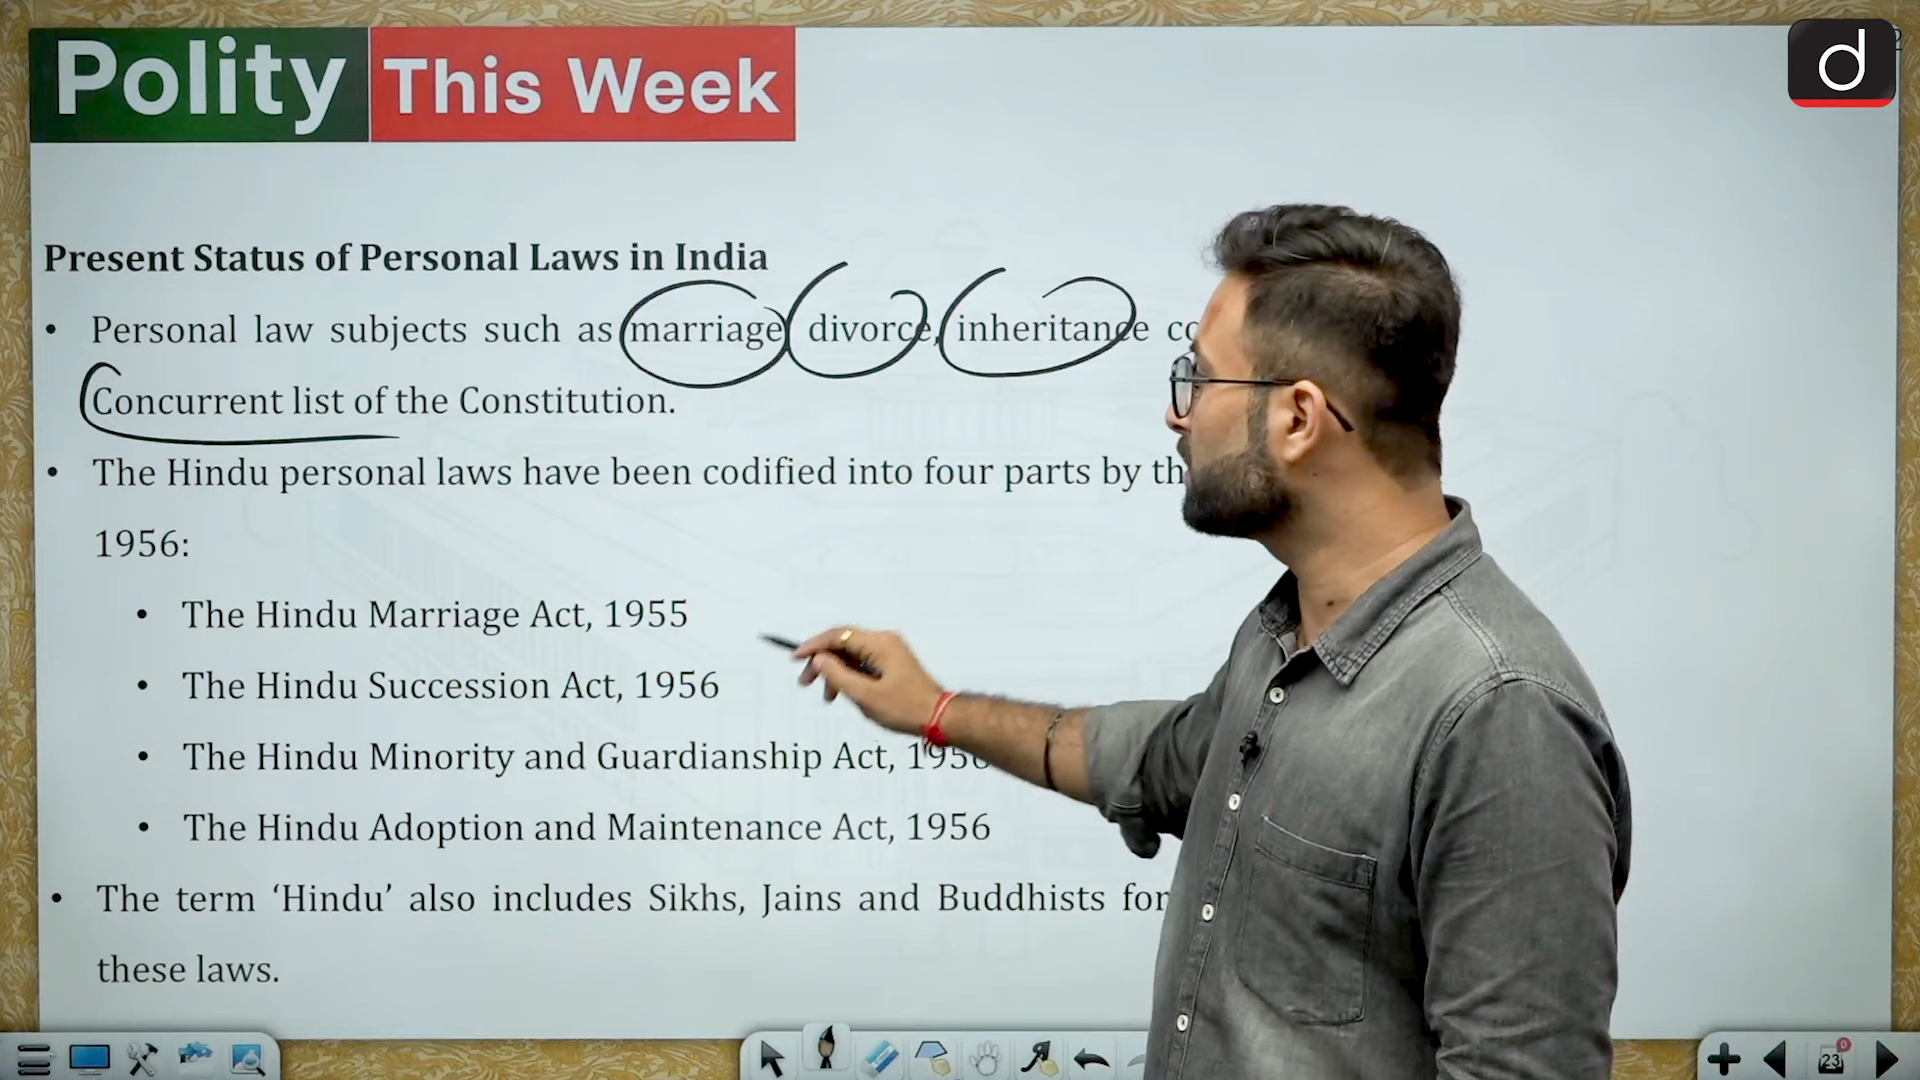 Polity This Week
d
Present Status of Personal Laws in India
• Personal law subjects such as marriage, divorce, inheritance
Concurrent list of the Constitution.
• The Hindu personal laws have been codified into four parts by
1956:
• The Hindu Marriage Act, 1955
• The Hindu Succession Act, 1956
• The Hindu Minority and Guardianship Act, 1956
• The Hindu Adoption and Maintenance Act, 1956
• The term ‘Hindu’ also includes Sikhs, Jains and Buddhists for
these laws.
23
0